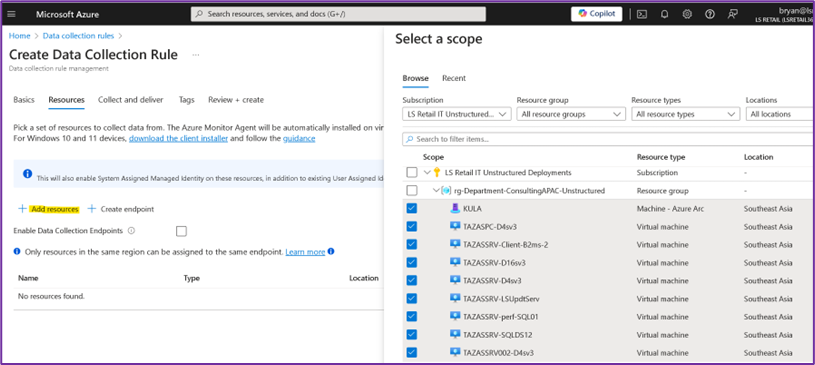 Microsoft Azure
Search resources, services, and docs (G+/)
Copilot
bryan@ls
LS RETAIL (LSRETAIL36
Home > Data collection rules >
Create Data Collection Rule ...
Data collection rule management
Basics Resources Collect and deliver Tags Review + create
Pick a set of resources to collect data from. The Azure Monitor Agent will be automatically installed on vir
For Windows 10 and 11 devices, download the client installer and follow the guidance
This will also enable System Assigned Managed Identity on these resources, in addition to existing User Assigned Ide
+ Add resources + Create endpoint
Enable Data Collection Endpoints
Only resources in the same region can be assigned to the same endpoint. Learn more
Name Type Location
No resources found.
Select a scope
Browse Recent
Subscription Resource group Resource types Locations
LS Retail IT Unstructured... All resource groups All resource types All locations
Search to filter items...
Scope Resource type Location
LS Retail IT Unstructured Deployments Subscription -
rg-Department-ConsultingAPAC-Unstructured Resource group -
KULA Machine - Azure Arc Southeast Asia
TAZASPC-D4sv3 Virtual machine Southeast Asia
TAZASSRV-Client-B2ms-2 Virtual machine Southeast Asia
TAZASSRV-D16sv3 Virtual machine Southeast Asia
TAZASSRV-D4sv3 Virtual machine Southeast Asia
TAZASSRV-LSUpdtServ Virtual machine Southeast Asia
TAZASSRV-perf-SQL01 Virtual machine Southeast Asia
TAZASSRV-SQLDS12 Virtual machine Southeast Asia
TAZASSRV002-D4sv3 Virtual machine Southeast Asia